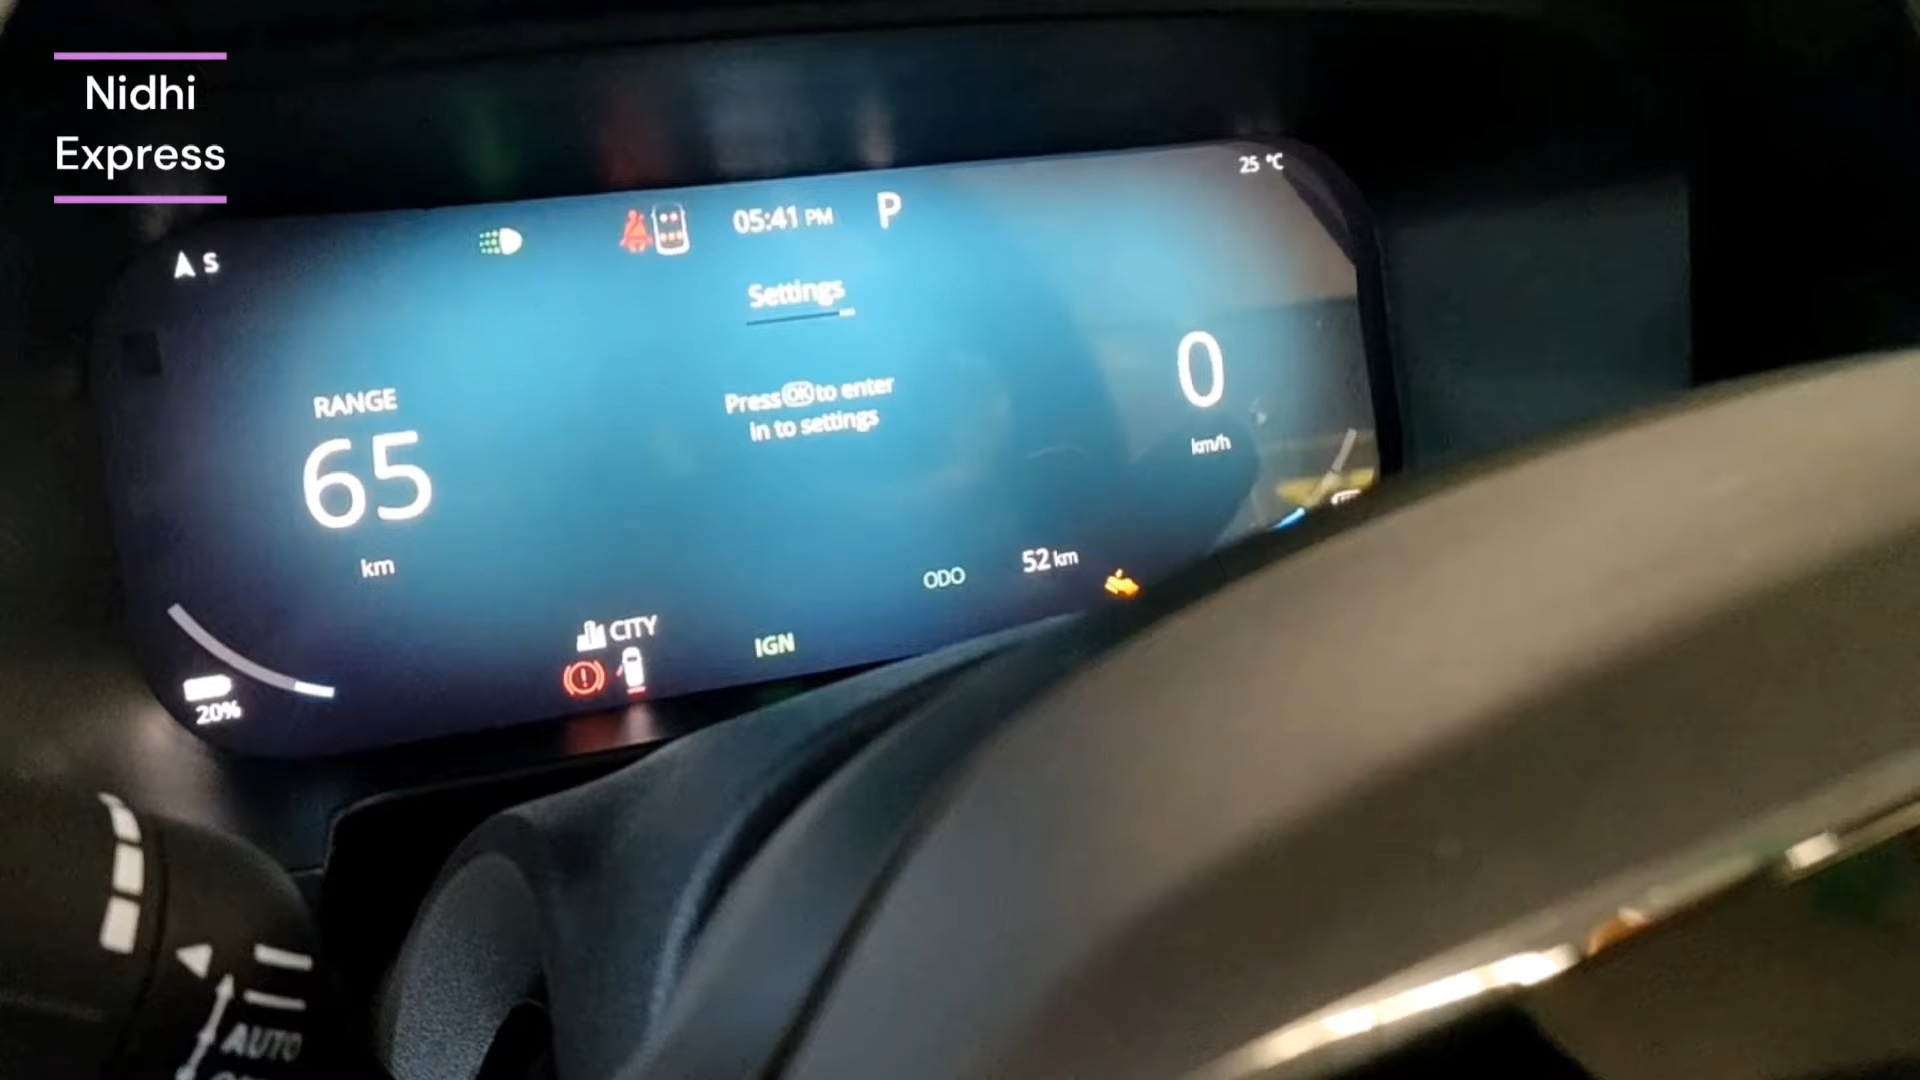 Nidhi
Express
25 °C
05:41 PM
P
S
Settings
RANGE
65
km
Press OK to enter
in to settings
0
km/h
ODO
52 km
CITY
IGN
20%
AUTO